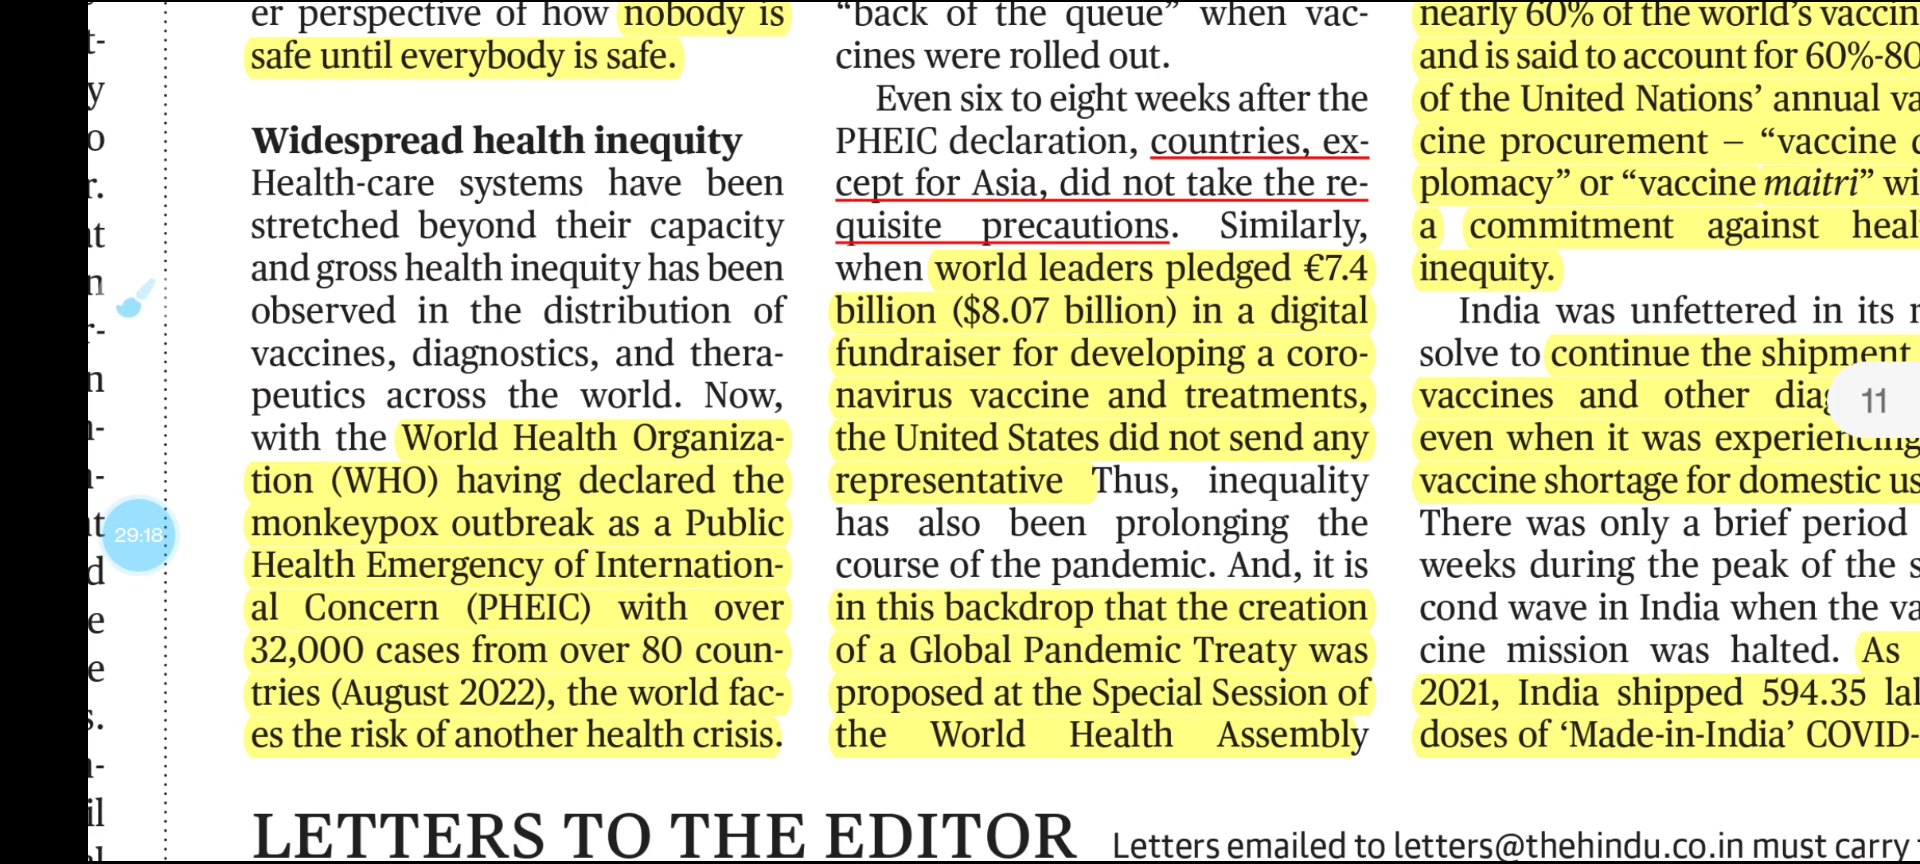 er perspective of how nobody is
safe until everybody is safe.
Widespread health inequity
Health-care systems have been
stretched beyond their capacity
and gross health inequity has been
observed in the distribution of
vaccines, diagnostics, and thera-
peutics across the world. Now,
with the World Health Organiza-
tion (WHO) having declared the
monkeypox outbreak as a Public
Health Emergency of Internation-
al Concern (PHEIC) with over
32,000 cases from over 80 coun-
tries (August 2022), the world fac-
es the risk of another health crisis.
“back of the queue” when vac-
cines were rolled out.
Even six to eight weeks after the
PHEIC declaration, countries, ex-
cept for Asia, did not take the re-
quisite precautions. Similarly,
when world leaders pledged €7.4
billion ($8.07 billion) in a digital
fundraiser for developing a coro-
navirus vaccine and treatments,
the United States did not send any
representative Thus, inequality
has also been prolonging the
course of the pandemic. And, it is
in this backdrop that the creation
of a Global Pandemic Treaty was
proposed at the Special Session of
the World Health Assembly
nearly 60% of the world’s vaccin
and is said to account for 60%-80
of the United Nations’ annual va
cine procurement – “vaccine
plomacy” or “vaccine maitri” wi
a commitment against heal
inequity.
India was unfettered in its
solve to continue the shipment
vaccines and other diag
even when it was experiencing
vaccine shortage for domestic us
There was only a brief period
weeks during the peak of the s
cond wave in India when the va
cine mission was halted. As
2021, India shipped 594.35 lal
doses of ‘Made-in-India’ COVID-
11
29:18
LETTERS TO THE EDITOR
Letters emailed to letters@thehindu.co.in must carry